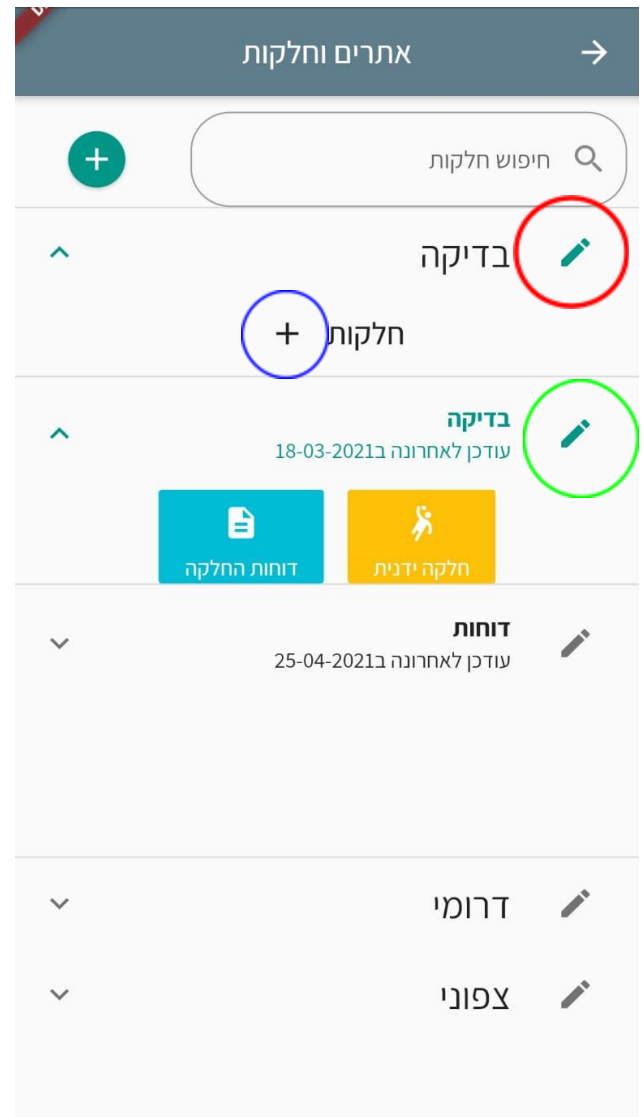 אתרים וחלקות
חיפוש חלקות
בדיקה
חלקות
בדיקה
עודכן לאחרונה ב18-03-2021
חלקה ידנית
דוחות החלקה
דוחות
עודכן לאחרונה ב25-04-2021
דרומי
צפוני